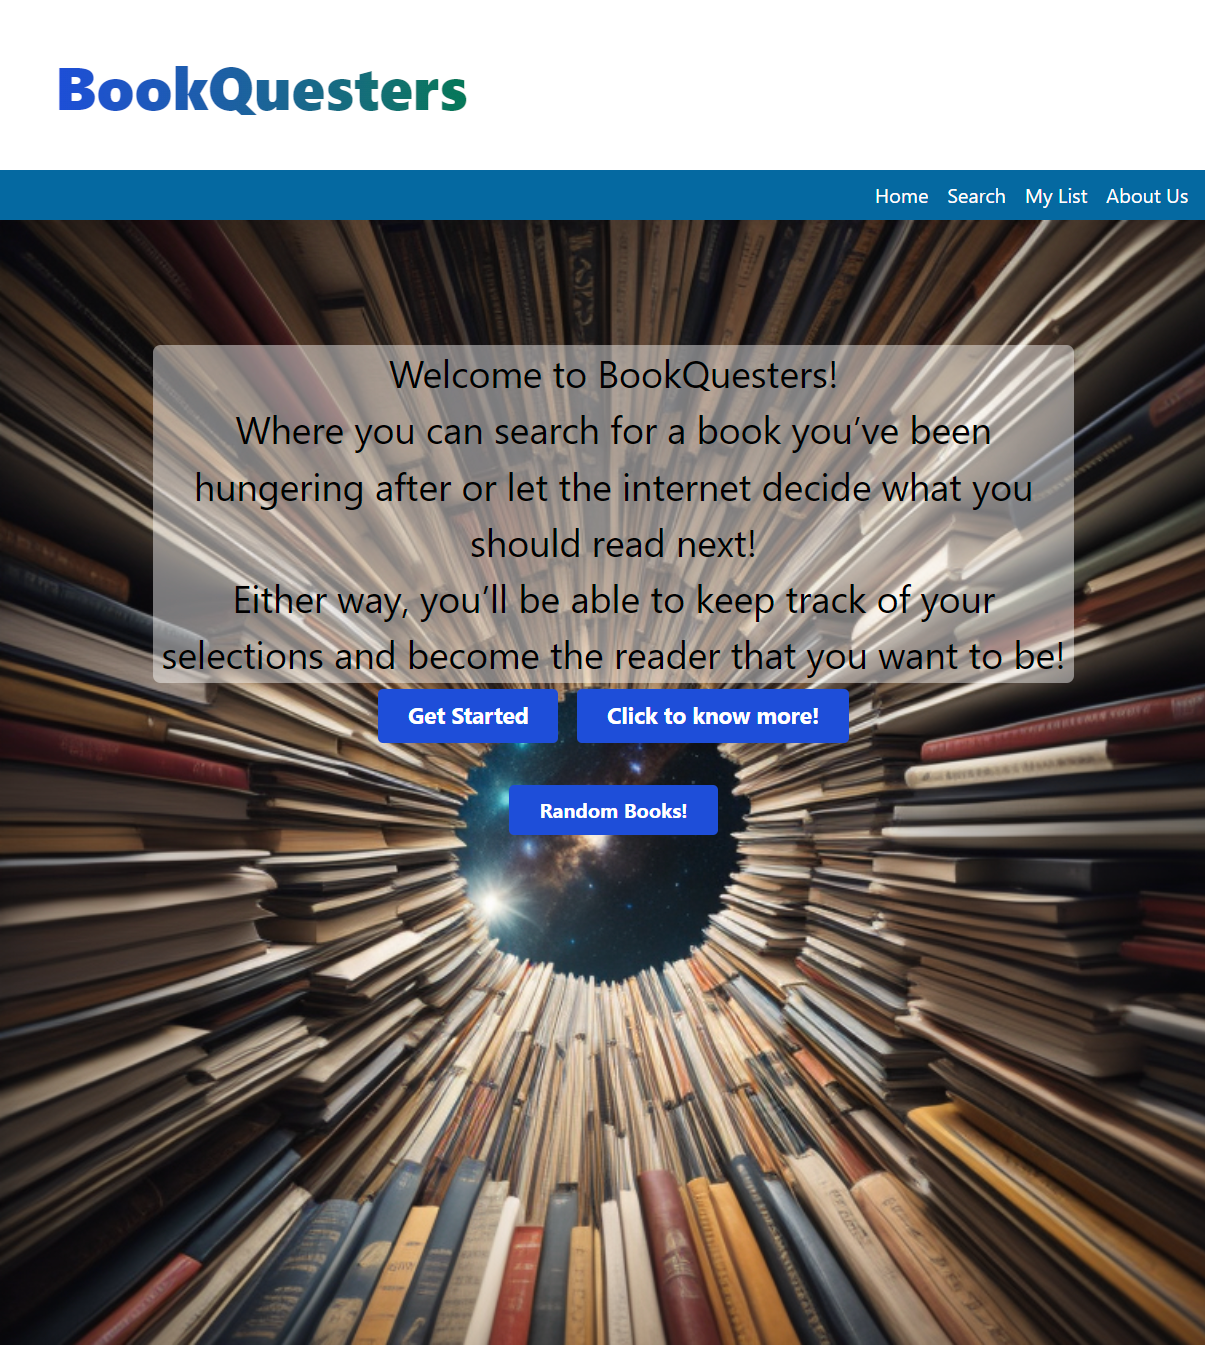 BookQuesters
Home Search My List About Us
Welcome to BookQuesters!
Where you can search for a book you’ve been
hungering after or let the internet decide what you
should read next!
Either way, you’ll be able to keep track of your
selections and become the reader that you want to be!
Get Started Click to know more!
Random Books!